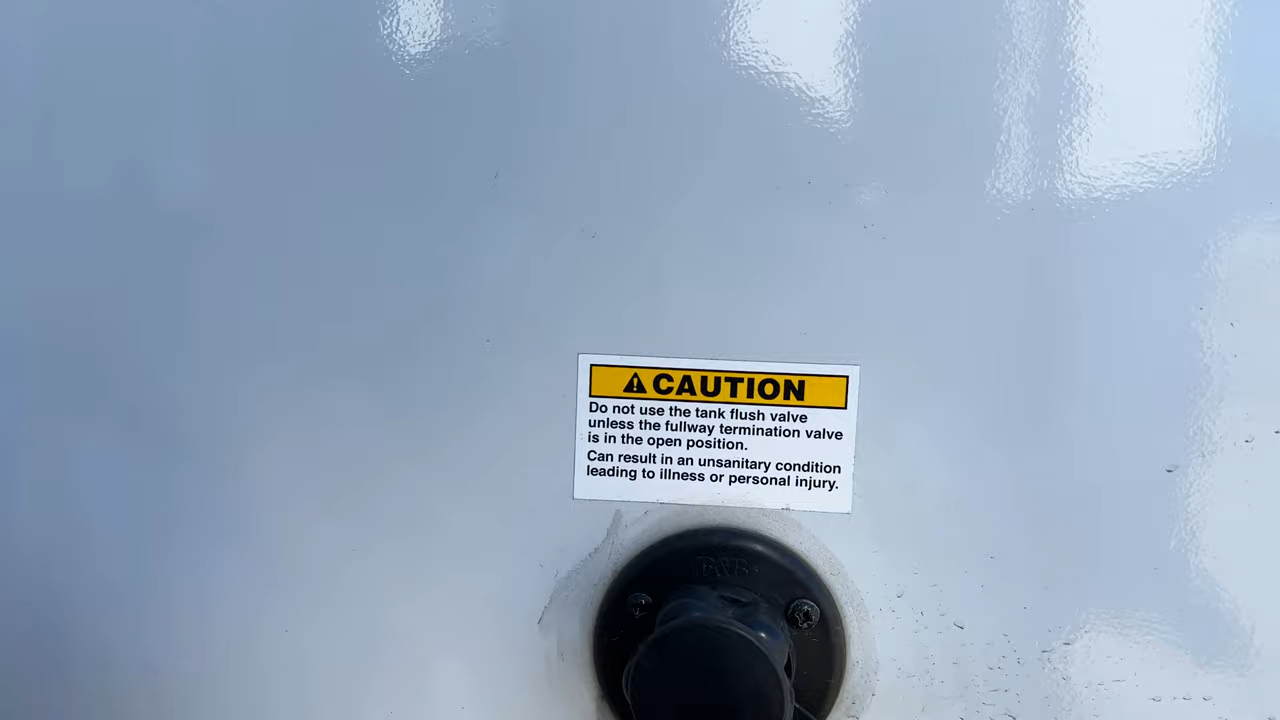 CAUTION
Do not use the tank flush valve
unless the fullway termination valve
is in the open position.
Can result in an unsanitary condition
leading to illness or personal injury.